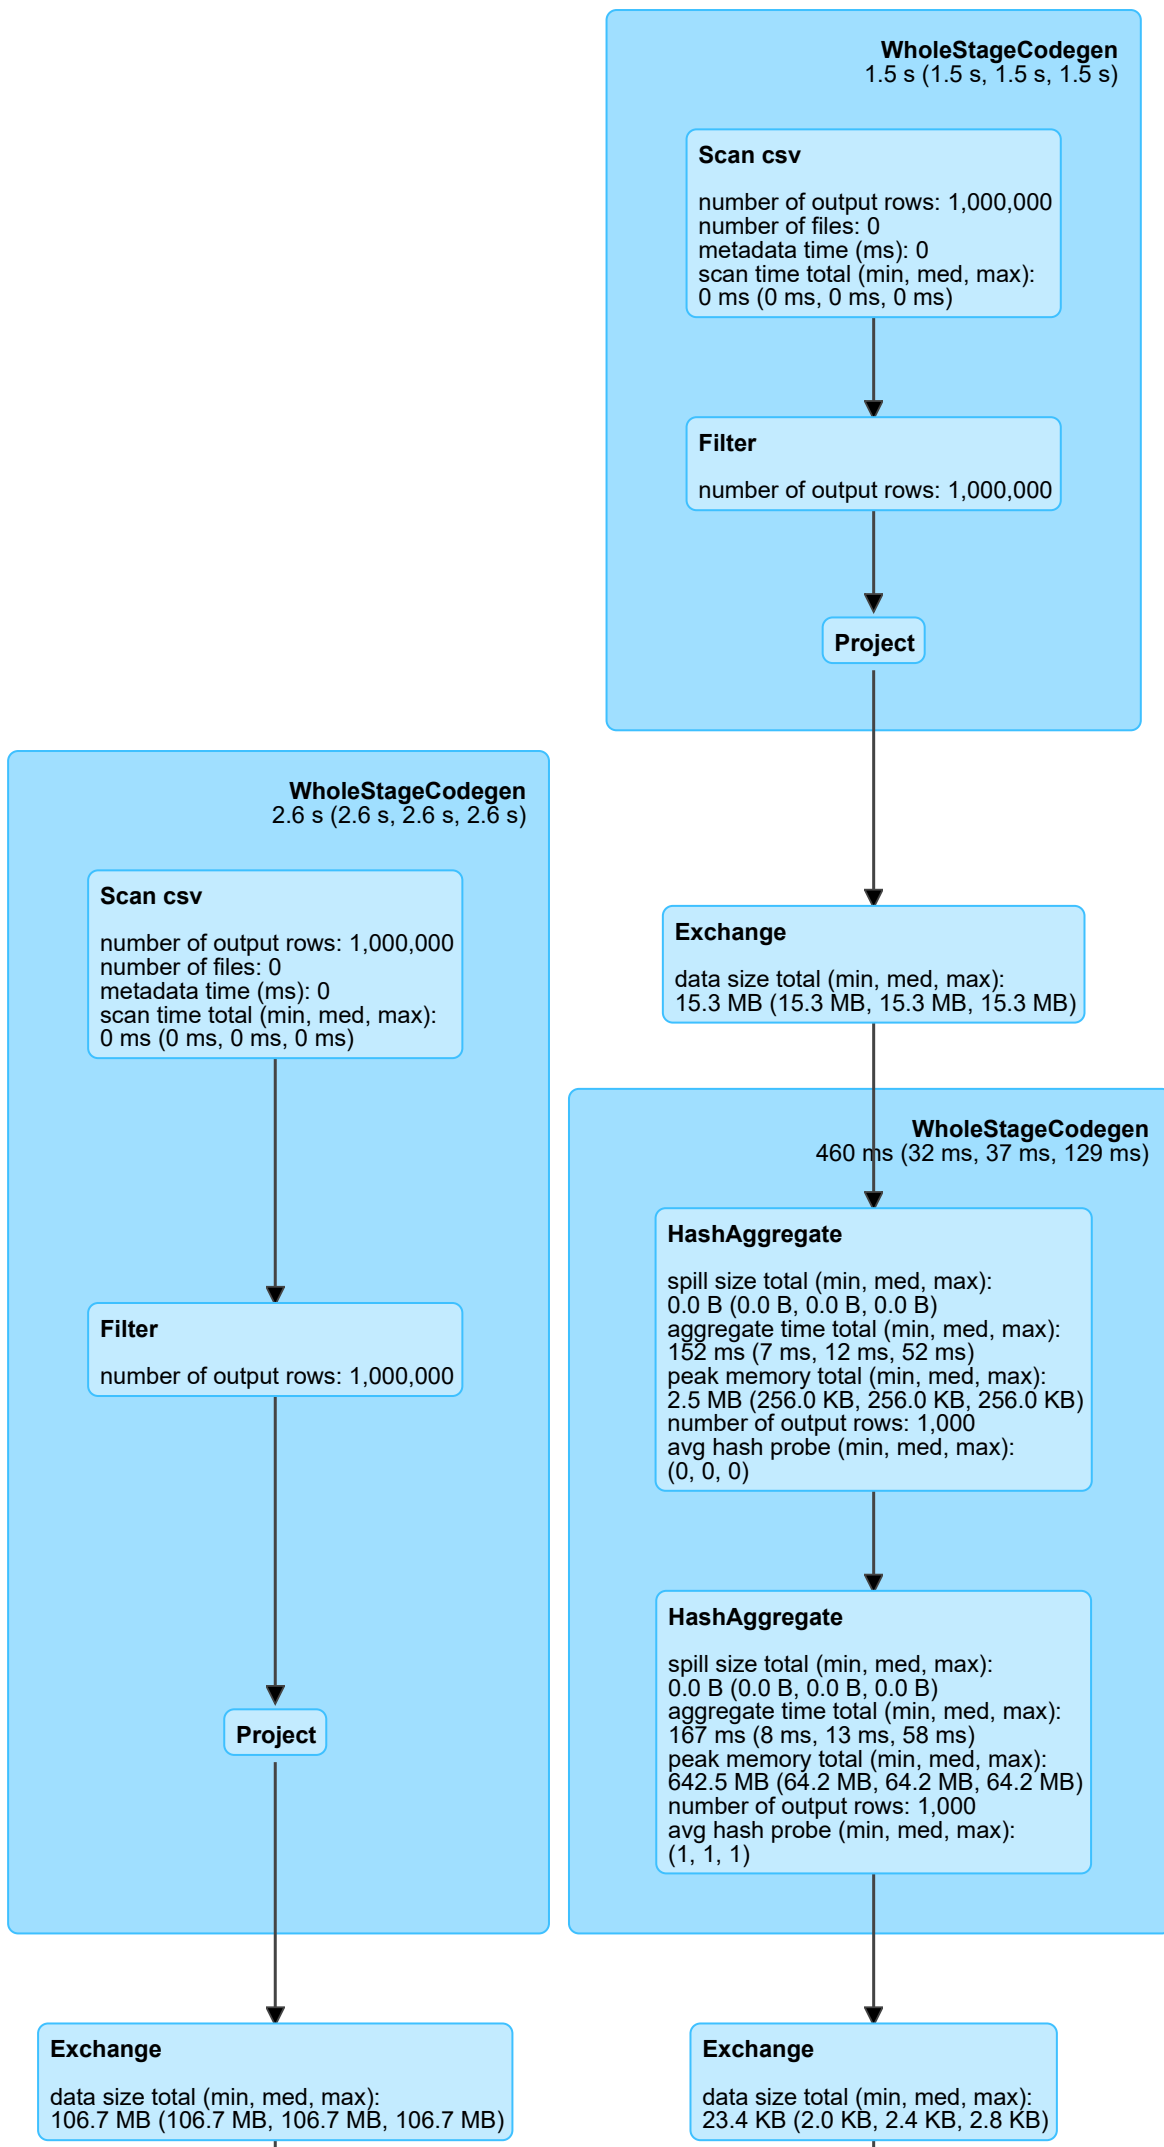 WholeStageCodegen
1.5 s (1.5 s, 1.5 s, 1.5 s)
Scan csv
number of output rows: 1,000,000
number of files: 0
metadata time (ms): 0
scan time total (min, med, max):
0 ms (0 ms, 0 ms, 0 ms)
Filter
number of output rows: 1,000,000
Project
WholeStageCodegen
2.6 s (2.6 s, 2.6 s, 2.6 s)
Scan csv
number of output rows: 1,000,000
number of files: 0
metadata time (ms): 0
scan time total (min, med, max):
0 ms (0 ms, 0 ms, 0 ms)
Filter
number of output rows: 1,000,000
Project
Exchange
data size total (min, med, max):
106.7 MB (106.7 MB, 106.7 MB, 106.7 MB)
Exchange
data size total (min, med, max):
15.3 MB (15.3 MB, 15.3 MB, 15.3 MB)
WholeStageCodegen
460 ms (32 ms, 37 ms, 129 ms)
HashAggregate
spill size total (min, med, max):
0.0 B (0.0 B, 0.0 B, 0.0 B)
aggregate time total (min, med, max):
152 ms (7 ms, 12 ms, 52 ms)
peak memory total (min, med, max):
2.5 MB (256.0 KB, 256.0 KB, 256.0 KB)
number of output rows: 1,000
avg hash probe (min, med, max):
(0, 0, 0)
HashAggregate
spill size total (min, med, max):
0.0 B (0.0 B, 0.0 B, 0.0 B)
aggregate time total (min, med, max):
167 ms (8 ms, 13 ms, 58 ms)
peak memory total (min, med, max):
642.5 MB (64.2 MB, 64.2 MB, 64.2 MB)
number of output rows: 1,000
avg hash probe (min, med, max):
(1, 1, 1)
Exchange
data size total (min, med, max):
23.4 KB (2.0 KB, 2.4 KB, 2.8 KB)